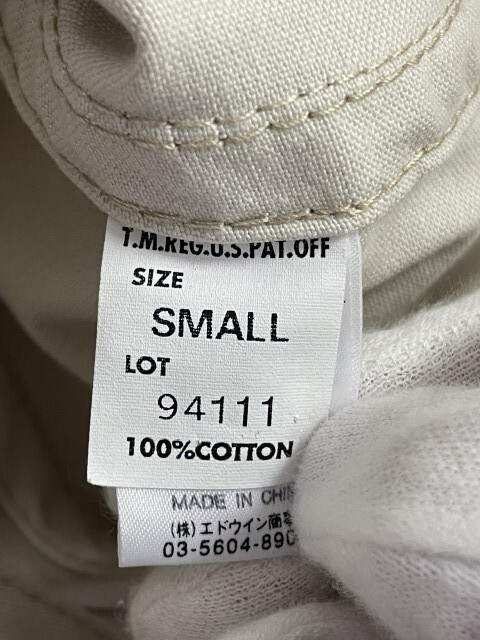 T.M.REG.U.S.PAT.OFF
SIZE
SMALL
LOT
94111
100%COTTON
MADE IN
(株)エドウイン商
03-5604-89